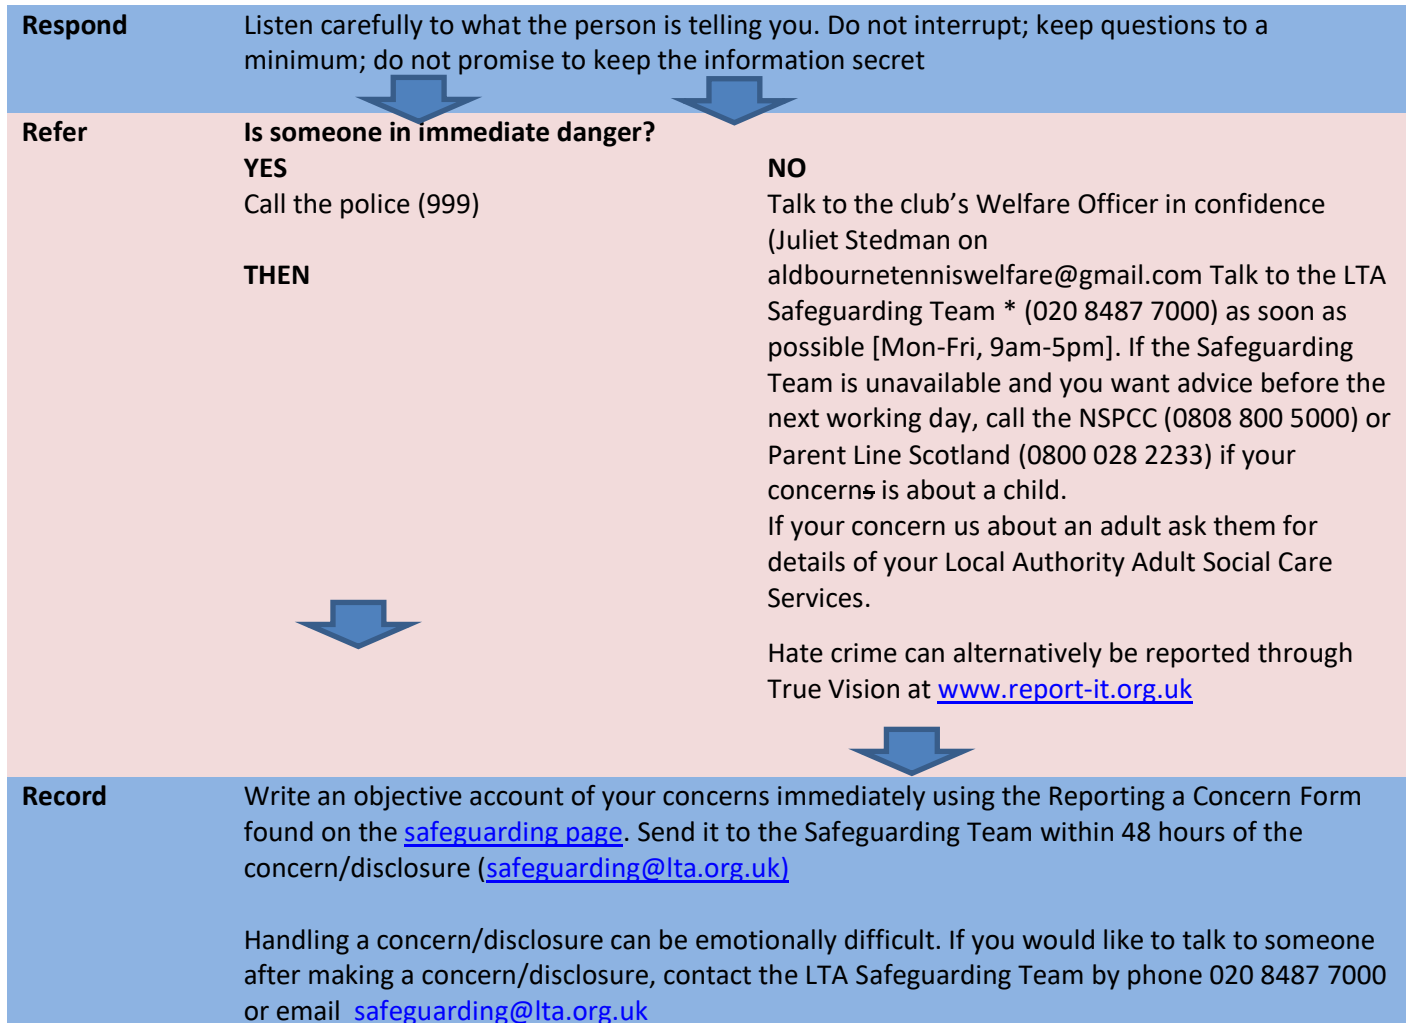 Respond
Listen carefully to what the person is telling you. Do not interrupt; keep questions to a
minimum; do not promise to keep the information secret
Refer
Is someone in immediate danger?
YES
Call the police (999)
THEN
NO
Talk to the club’s Welfare Officer in confidence
(Juliet Stedman on
aldbournetenniswelfare@gmail.com Talk to the LTA
Safeguarding Team * (020 8487 7000) as soon as
possible [Mon-Fri, 9am-5pm]. If the Safeguarding
Team is unavailable and you want advice before the
next working day, call the NSPCC (0808 800 5000) or
Parent Line Scotland (0800 028 2233) if your
concerns is about a child.
If your concern us about an adult ask them for
details of your Local Authority Adult Social Care
Services.
Hate crime can alternatively be reported through
True Vision at www.report-it.org.uk
Record
Write an objective account of your concerns immediately using the Reporting a Concern Form
found on the safeguarding page. Send it to the Safeguarding Team within 48 hours of the
concern/disclosure (safeguarding@lta.org.uk)
Handling a concern/disclosure can be emotionally difficult. If you would like to talk to someone
after making a concern/disclosure, contact the LTA Safeguarding Team by phone 020 8487 7000
or email  safeguarding@lta.org.uk